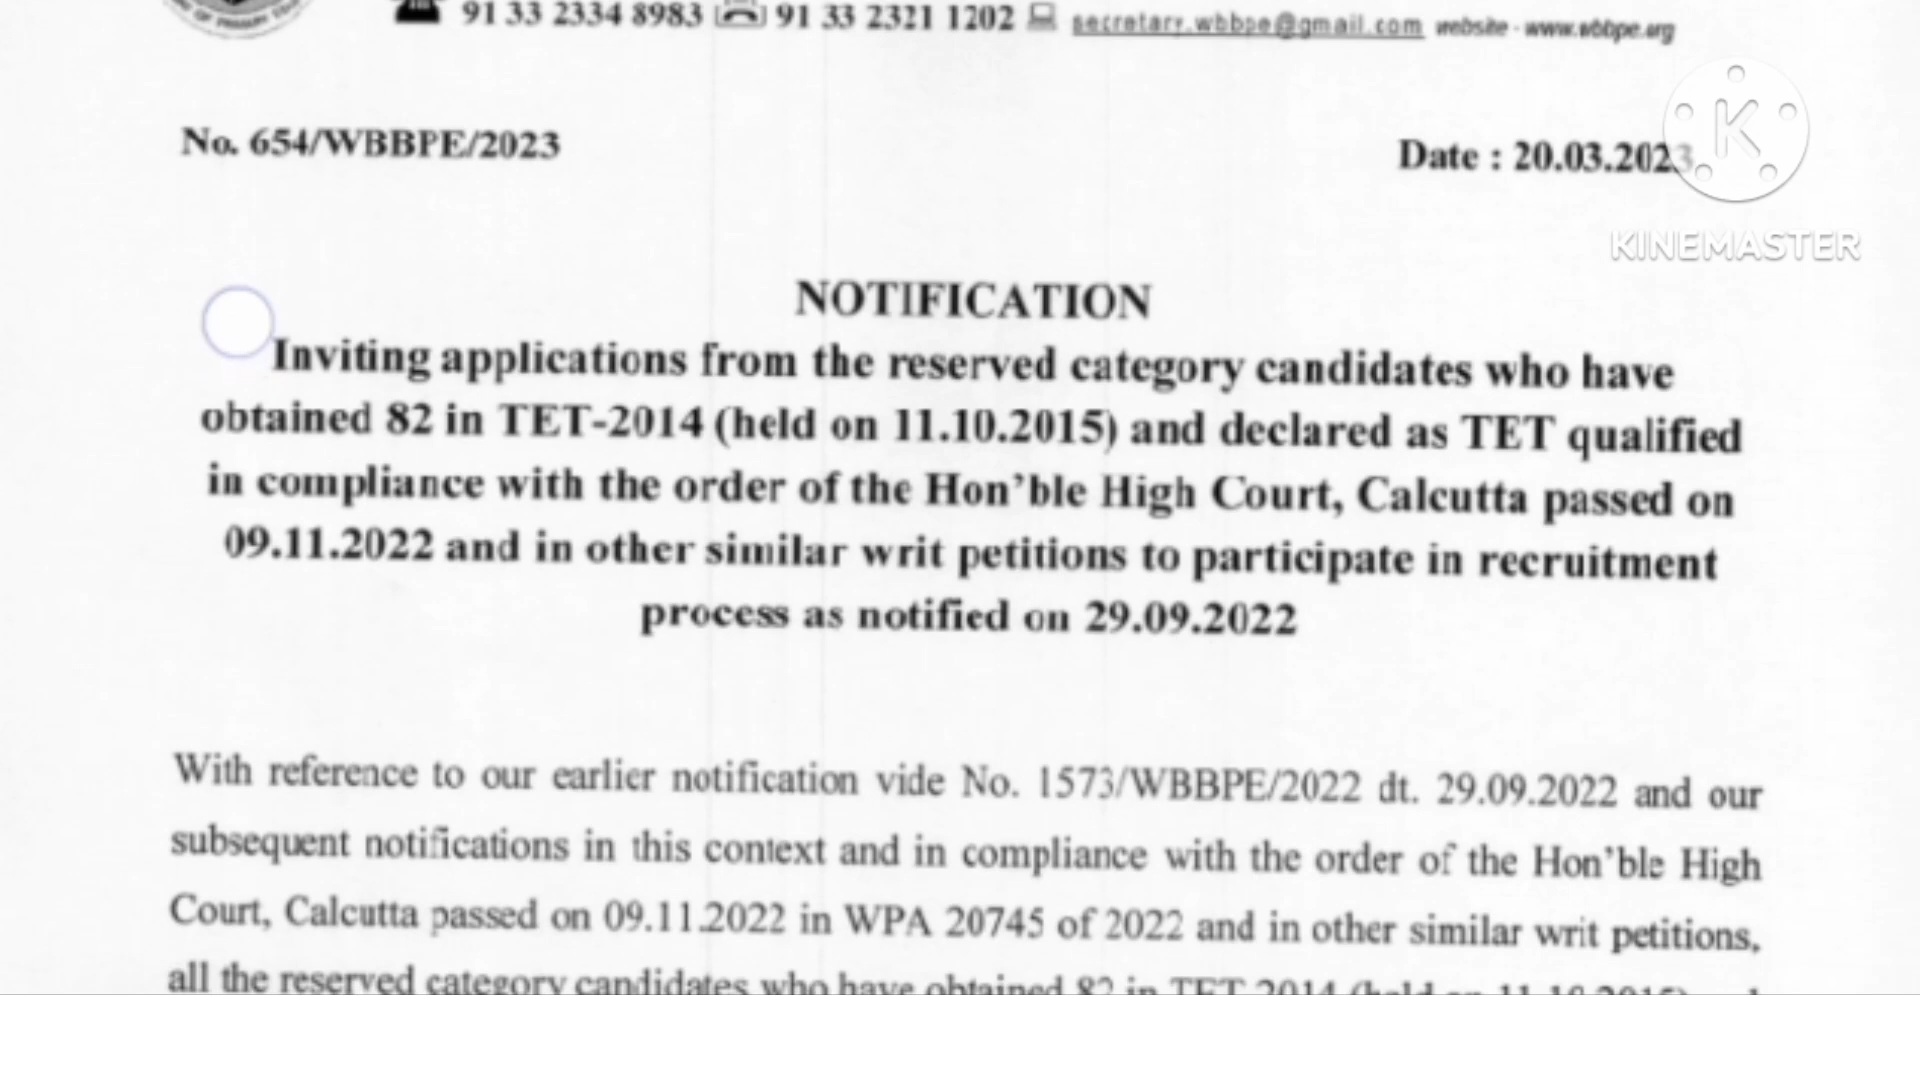 91 33 2334 8983 91 33 2321 1202 secretary.wbbpe@gmail.com website - www.wbbpe.org
No. 654/WBBPE/2023
Date : 20.03.2023
K
KINEMASTER
NOTIFICATION
Inviting applications from the reserved category candidates who have
obtained 82 in TET-2014 (held on 11.10.2015) and declared as TET qualified
in compliance with the order of the Hon'ble High Court, Calcutta passed on
09.11.2022 and in other similar writ petitions to participate in recruitment
process as notified on 29.09.2022
With reference to our earlier notification vide No. 1573/WBBPE/2022 dt. 29.09.2022 and our
subsequent notifications in this context and in compliance with the order of the Hon'ble High
Court, Calcutta passed on 09.11.2022 in WPA 20745 of 2022 and in other similar writ petitions,
all the reserved category candidates who have obtained 82 in TET 2014 (held on